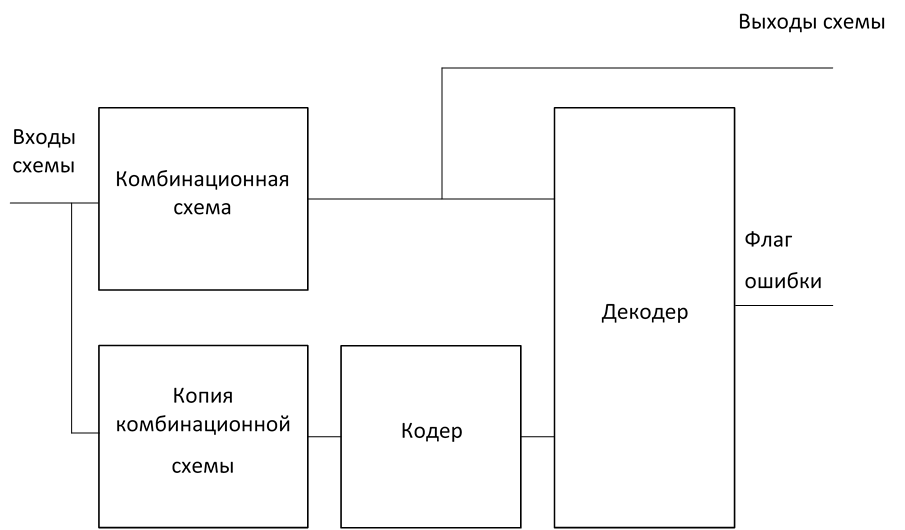 Выходы схемы
Входы
схемы
Комбинационная
схема
Флаг
ошибки
Декодер
Копия
комбинационной
схемы
Кодер